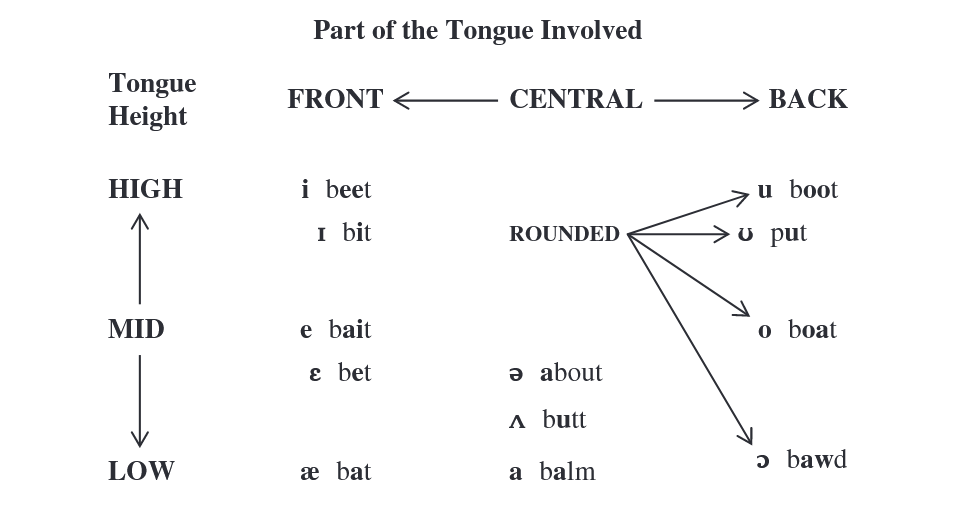 Part of the Tongue Involved
Tongue
Height
FRONT CENTRAL BACK
HIGH i beet u boot
ɪ bit ROUNDED ʊ put
MID e bait o boat
ɛ bet ə about
ʌ butt
LOW æ bat a balm ɔ bawd